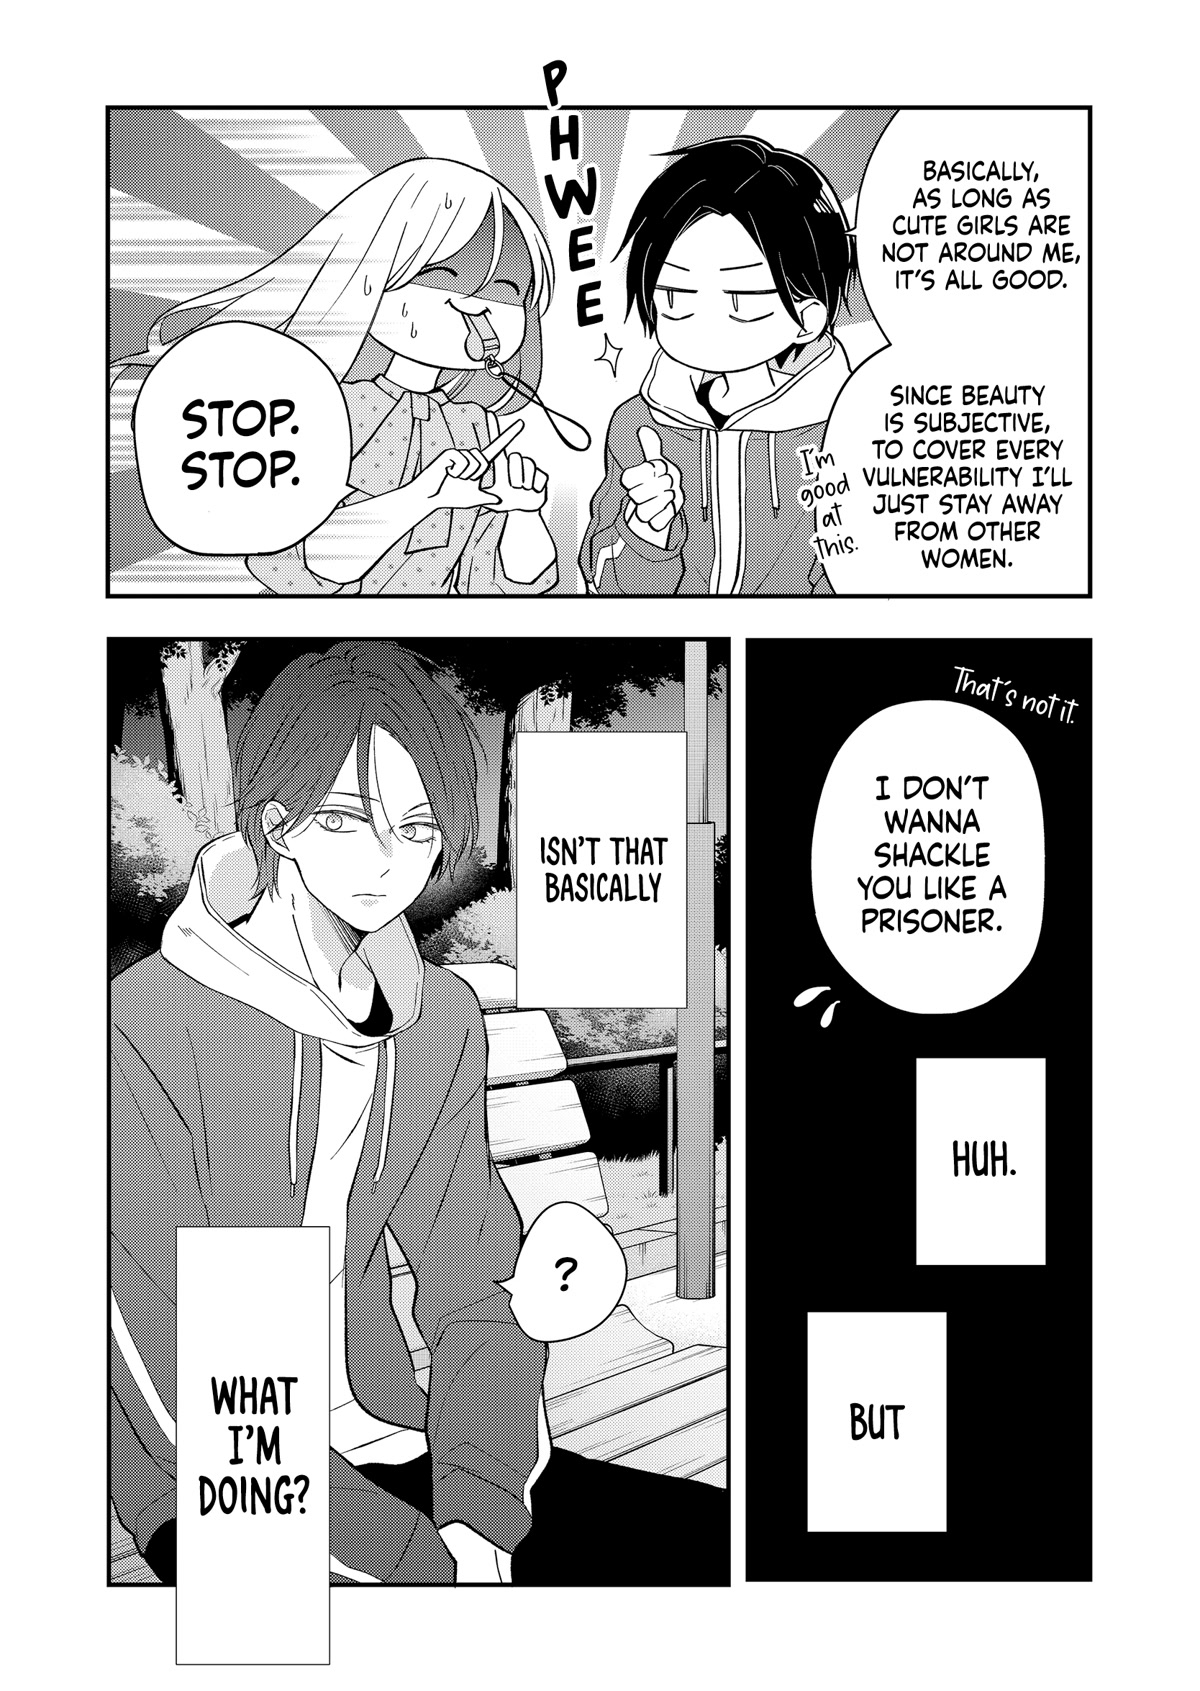 BASICALLY,
AS LONG AS
CUTE GIRLS ARE
NOT AROUND ME,
IT'S ALL GOOD.
SINCE BEAUTY
IS SUBJECTIVE,
TO COVER EVERY
VULNERABILITY I'LL
JUST STAY AWAY
FROM OTHER
WOMEN.
I'm
good
at
this.
PHWEEE
STOP.
STOP.
That's not it.
I DON'T
WANNA
SHACKLE
YOU LIKE A
PRISONER.
HUH.
BUT
ISN'T THAT
BASICALLY
?
WHAT
I'M
DOING?